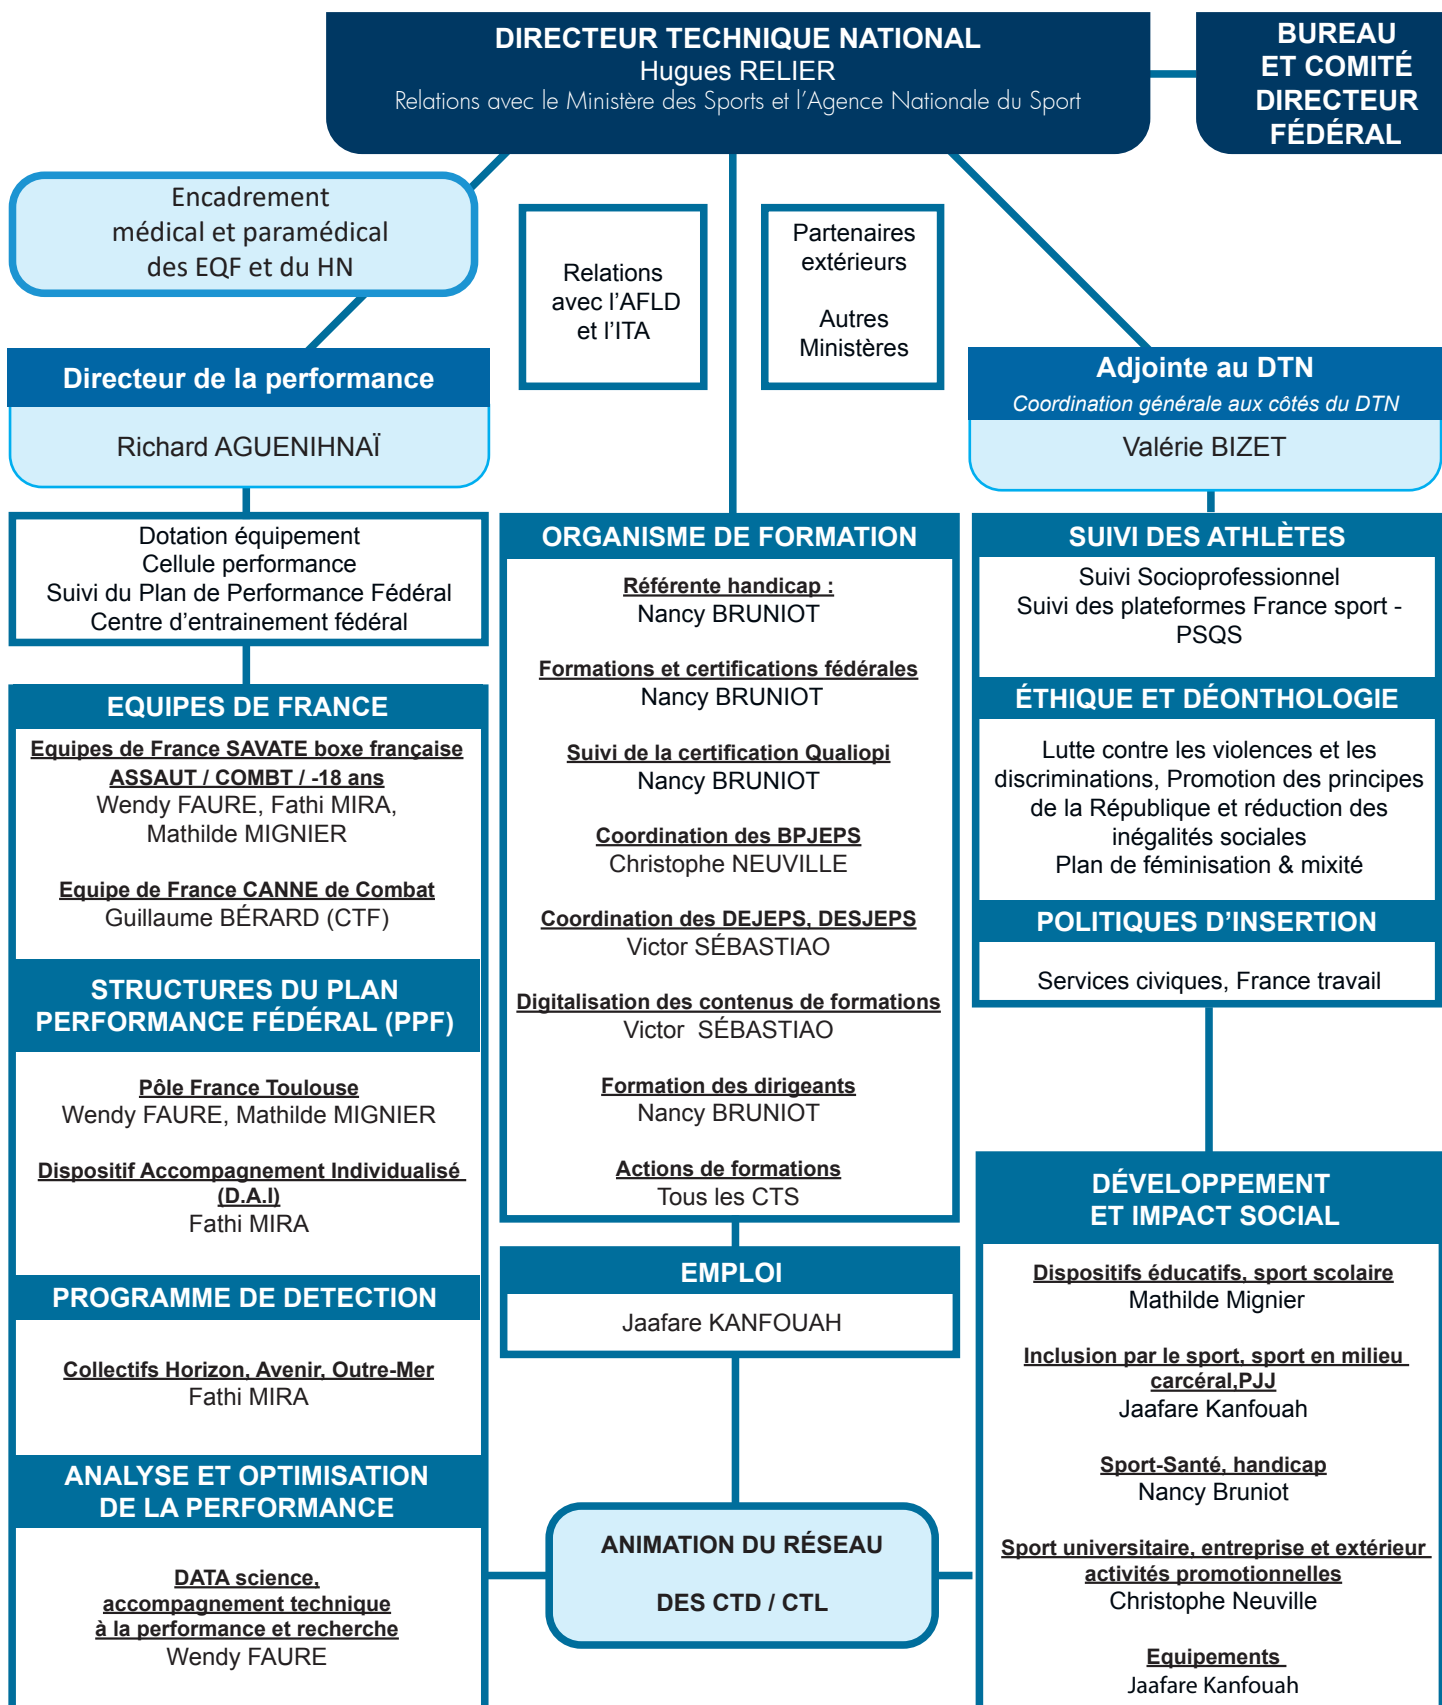 DIRECTEUR TECHNIQUE NATIONAL
Hugues RELIER
Relations avec le Ministère des Sports et l'Agence Nationale du Sport
BUREAU
ET COMITÉ
DIRECTEUR
FÉDÉRAL
Encadrement
médical et paramédical
des EQF et du HN
Relations
avec l'AFLD
et l'ITA
Partenaires
extérieurs
Autres
Ministères
Directeur de la performance
Richard AGUENIHNAÏ
Adjointe au DTN
Coordination générale aux côtés du DTN
Valérie BIZET
Dotation équipement
Cellule performance
Suivi du Plan de Performance Fédéral
Centre d'entrainement fédéral
EQUIPES DE FRANCE
Equipes de France SAVATE boxe française
ASSAUT / COMBT / -18 ans
Wendy FAURE, Fathi MIRA,
Mathilde MIGNIER
Equipe de France CANNE de Combat
Guillaume BÉRARD (CTF)
STRUCTURES DU PLAN
PERFORMANCE FÉDÉRAL (PPF)
Pôle France Toulouse
Wendy FAURE, Mathilde MIGNIER
Dispositif Accompagnement Individualisé
(D.A.I)
Fathi MIRA
PROGRAMME DE DETECTION
Collectifs Horizon, Avenir, Outre-Mer
Fathi MIRA
ANALYSE ET OPTIMISATION
DE LA PERFORMANCE
DATA science,
accompagnement technique
à la performance et recherche
Wendy FAURE
ORGANISME DE FORMATION
Référente handicap :
Nancy BRUNIOT
Formations et certifications fédérales
Nancy BRUNIOT
Suivi de la certification Qualiopi
Nancy BRUNIOT
Coordination des BPJEPS
Christophe NEUVILLE
Coordination des DEJEPS, DESJEPS
Victor SÉBASTIAO
Digitalisation des contenus de formations
Victor SÉBASTIAO
Formation des dirigeants
Nancy BRUNIOT
Actions de formations
Tous les CTS
EMPLOI
Jaafare KANFOUAH
ANIMATION DU RÉSEAU
DES CTD / CTL
SUIVI DES ATHLÈTES
Suivi Socioprofessionnel
Suivi des plateformes France sport -
PSQS
ÉTHIQUE ET DÉONTHOLOGIE
Lutte contre les violences et les
discriminations, Promotion des principes
de la République et réduction des
inégalités sociales
Plan de féminisation & mixité
POLITIQUES D'INSERTION
Services civiques, France travail
DÉVELOPPEMENT
ET IMPACT SOCIAL
Dispositifs éducatifs, sport scolaire
Mathilde Mignier
Inclusion par le sport, sport en milieu
carcéral,PJJ
Jaafare Kanfouah
Sport-Santé, handicap
Nancy Bruniot
Sport universitaire, entreprise et extérieur
activités promotionnelles
Christophe Neuville
Equipements
Jaafare Kanfouah